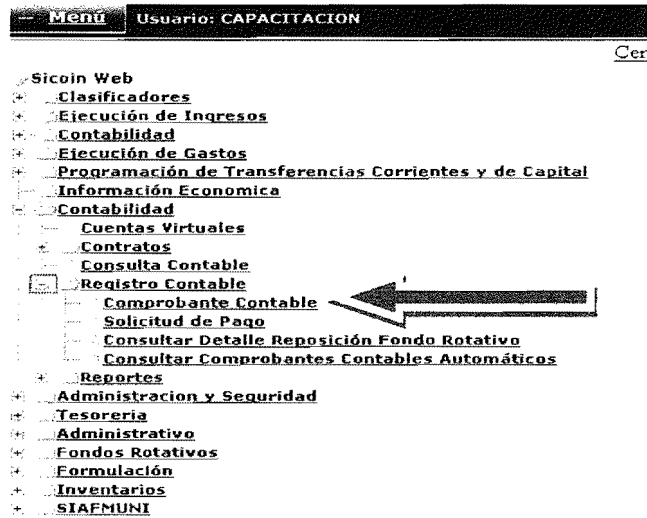 Menú Usuario: CAPACITACION
Cer
Sicoin Web
Clasificadores
Ejecución de Ingresos
Contabilidad
Ejecución de Gastos
Programación de Transferencias Corrientes y de Capital
Información Economica
Contabilidad
Cuentas Virtuales
Contratos
Consulta Contable
Registro Contable
Comprobante Contable
Solicitud de Pago
Consultar Detalle Reposición Fondo Rotativo
Consultar Comprobantes Contables Automáticos
Reportes
Administracion y Seguridad
Tesoreria
Administrativo
Fondos Rotativos
Formulación
Inventarios
SIAFMUNI